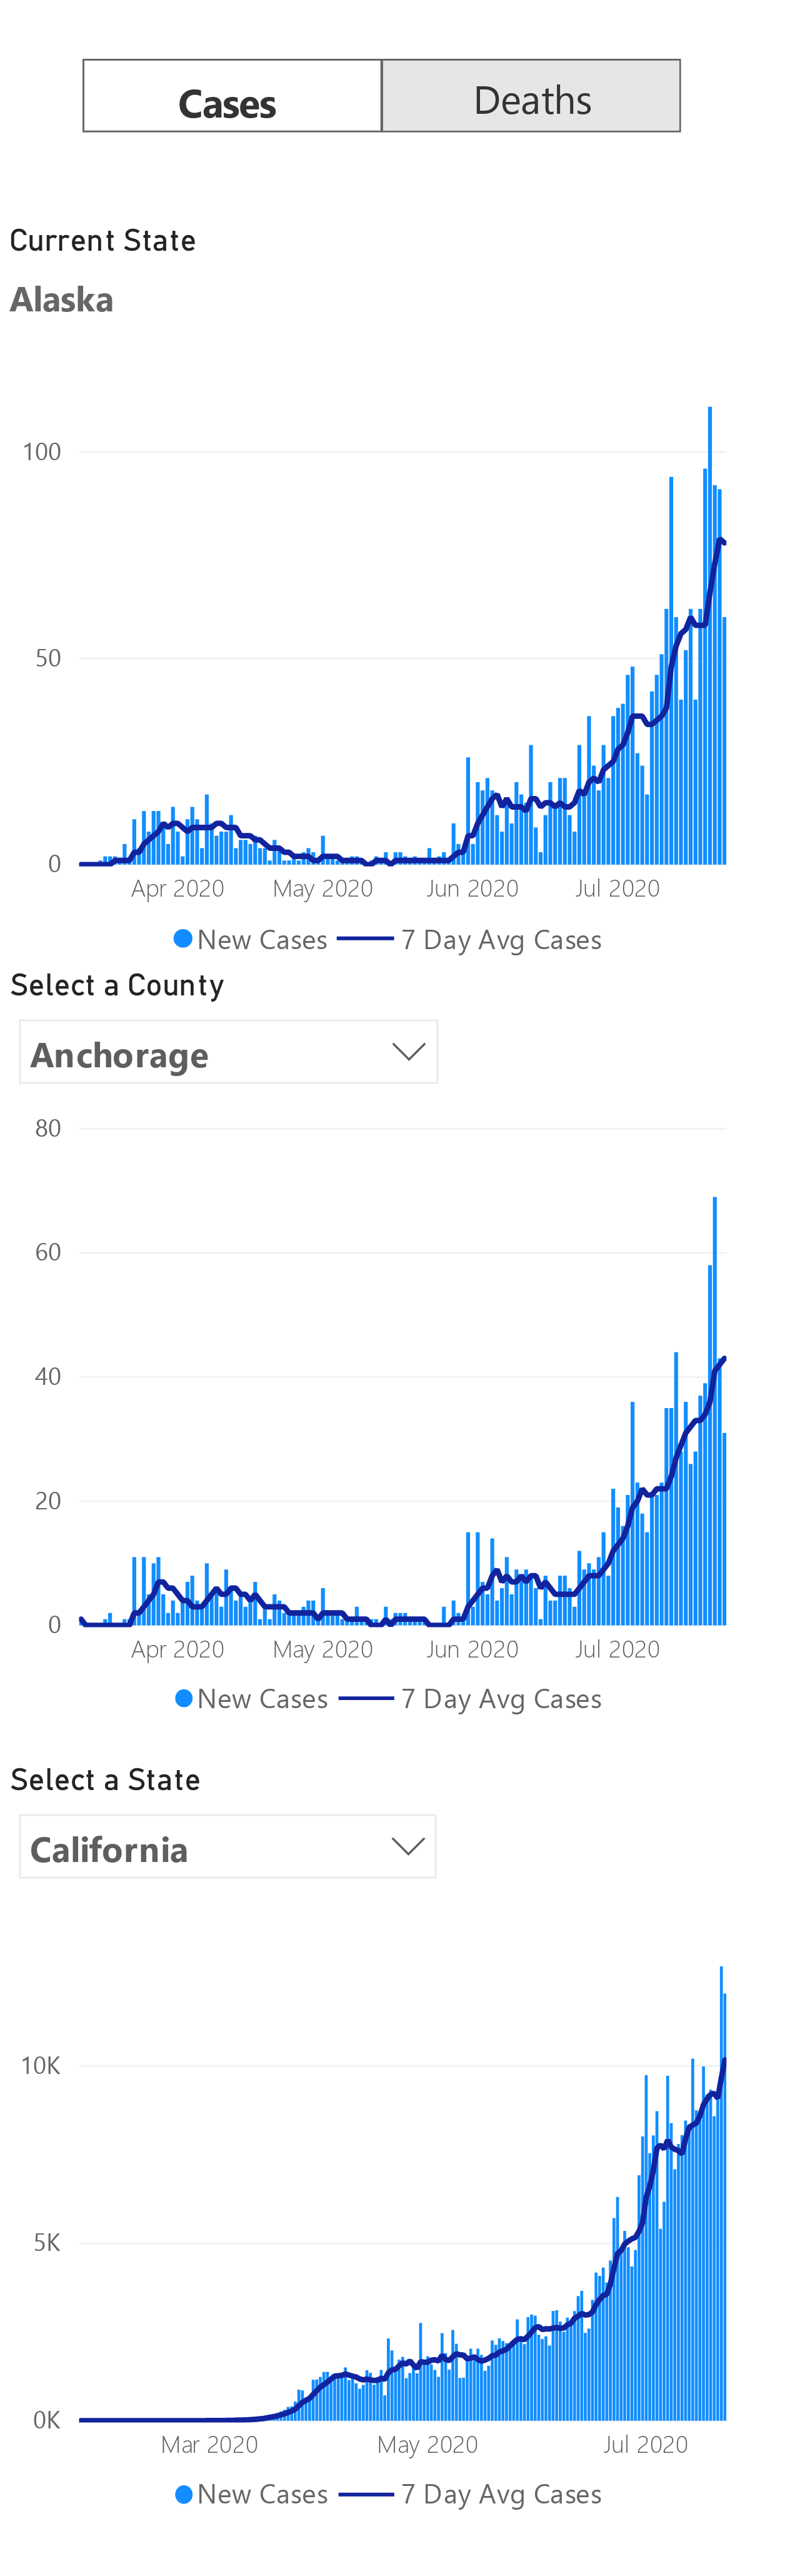 Cases Deaths
Current State
Alaska
100
50
0
Apr 2020 May 2020 Jun 2020 Jul 2020
New Cases 7 Day Avg Cases
Select a County
Anchorage
80
60
40
20
0
Apr 2020 May 2020 Jun 2020 Jul 2020
New Cases 7 Day Avg Cases
Select a State
California
10K
5K
0K
Mar 2020 May 2020 Jul 2020
New Cases 7 Day Avg Cases